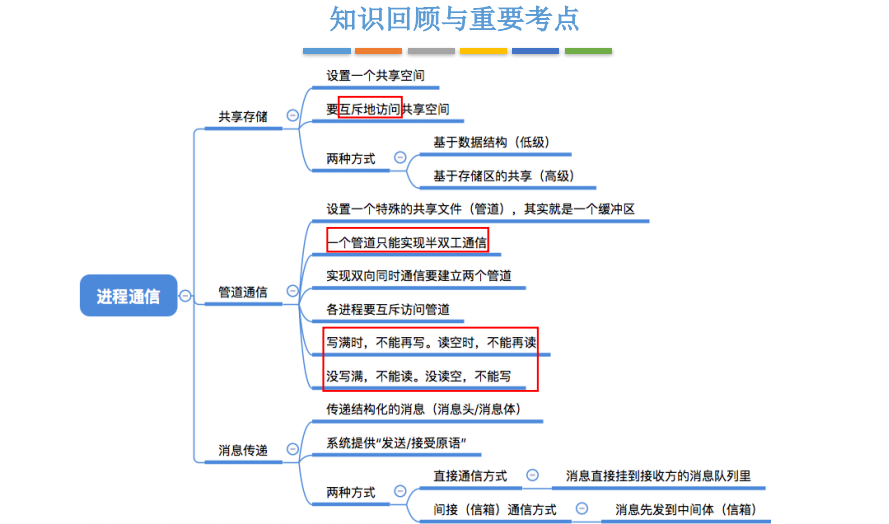 知识回顾与重要考点
设置一个共享空间
共享存储
要互斥地访问共享空间
两种方式
基于数据结构（低级）
基于存储区的共享（高级）
设置一个特殊的共享文件（管道），其实就是一个缓冲区
一个管道只能实现半双工通信
实现双向同时通信要建立两个管道
进程通信
管道通信
各进程要互斥访问管道
写满时，不能再写。读空时，不能再读
没写满，不能读。没读空，不能写
传递结构化的消息（消息头/消息体）
消息传递
系统提供“发送/接受原语”
两种方式
直接通信方式
消息直接挂到接收方的消息队列里
间接（信箱）通信方式
消息先发到中间体（信箱）